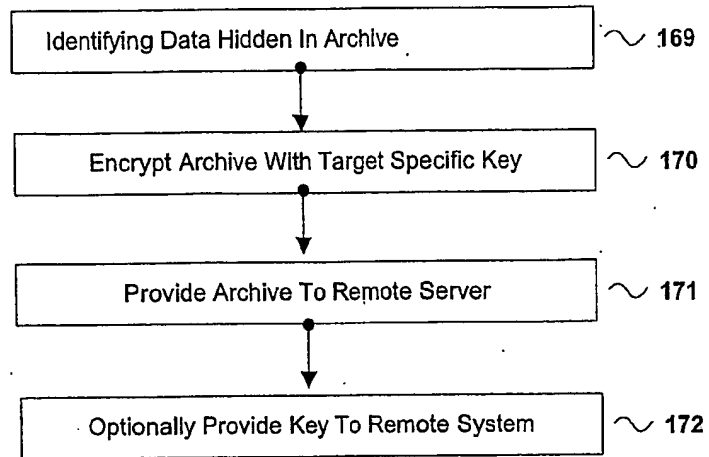 Identifying Data Hidden In Archive 169
Encrypt Archive With Target Specific Key 170
Provide Archive To Remote Server 171
Optionally Provide Key To Remote System 172